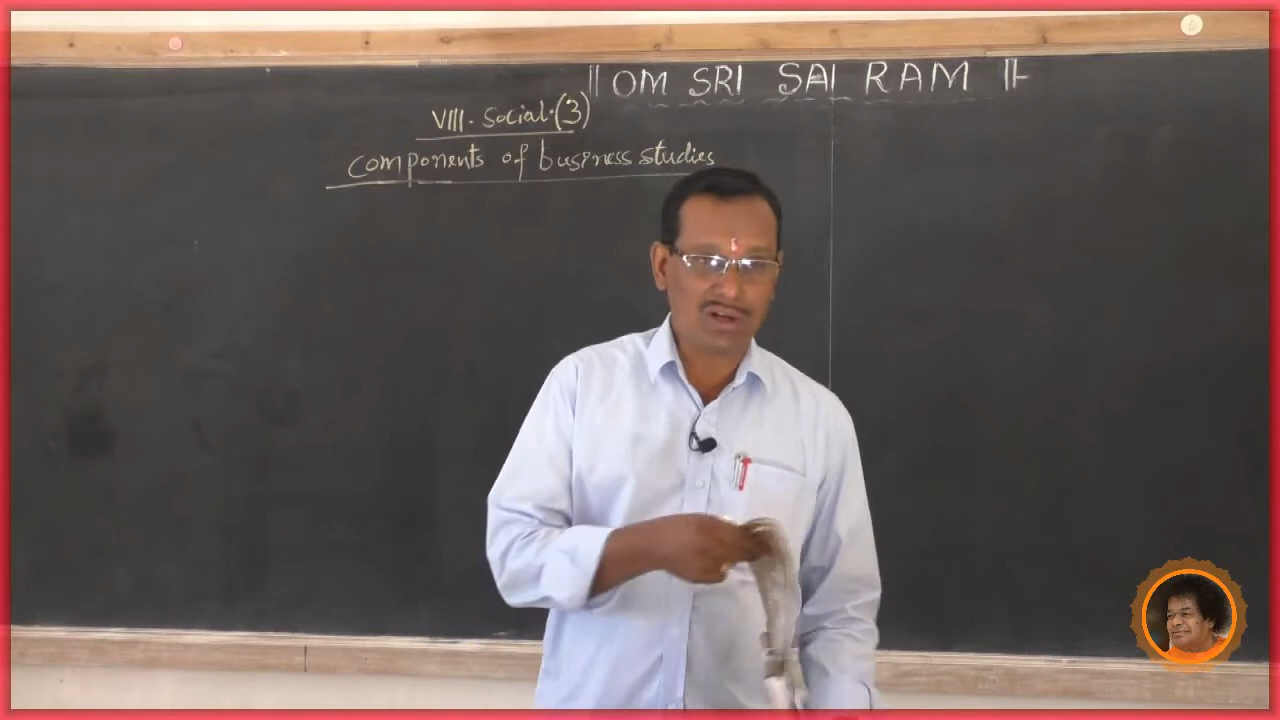 || OM SRI SAI RAM ||
VIII. Social. (3)
components of business studies